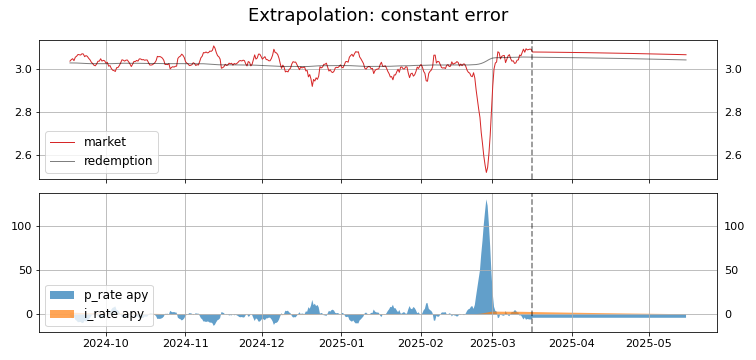 Extrapolation: constant error
3.0
2.8
2.6
3.0
2.8
2.6
market
redemption
100
50
0
100
50
0
p_rate apy
i_rate apy
2024-10 2024-11 2024-12 2025-01 2025-02 2025-03 2025-04 2025-05